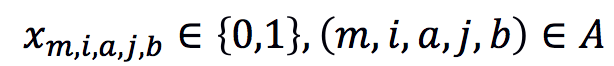 x_{m,i,a,j,b} ∈ {0,1}, (m, i, a, j, b) ∈ A